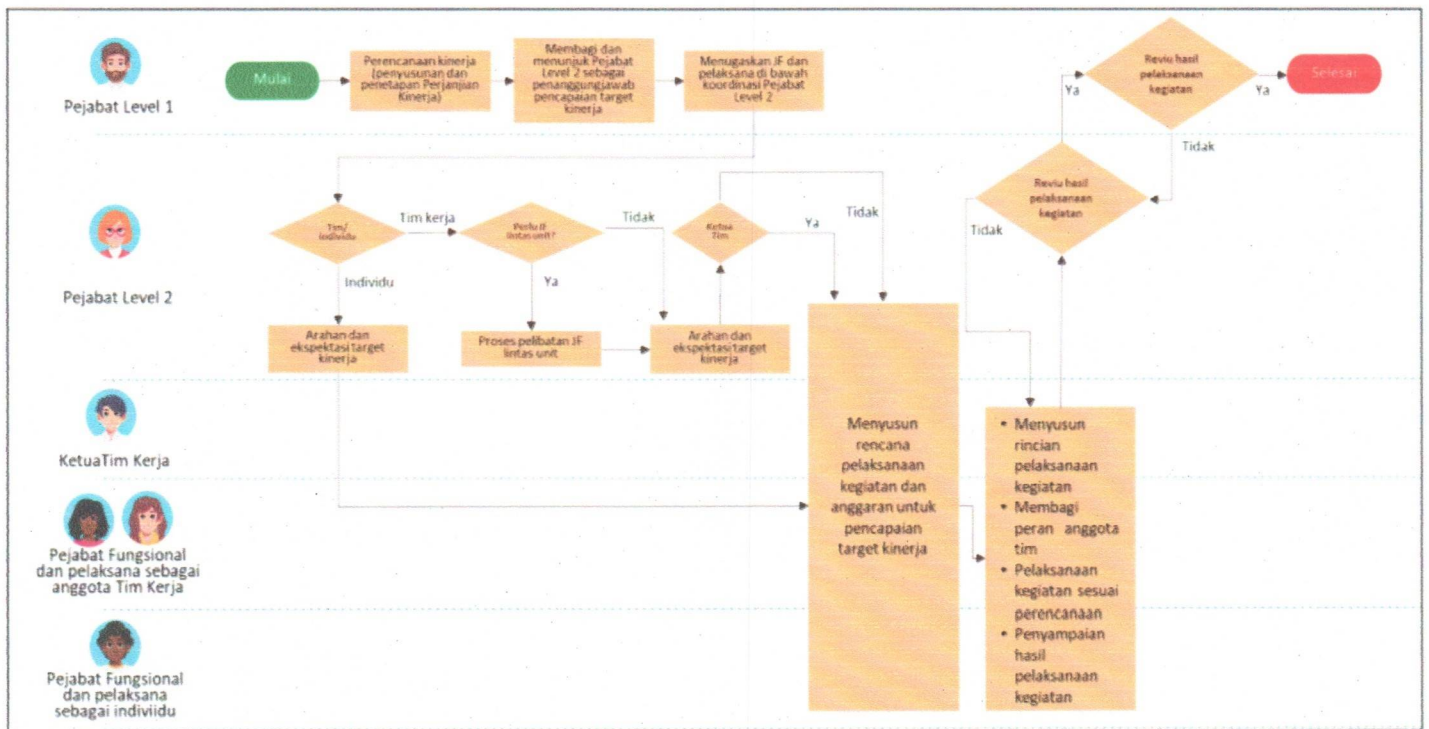 Pejabat Level 1
Mulai
Perencanaan kinerja
(penyusunan dan
penetapan Perjanjian
Kinerja)
Membagi dan
menunjuk Pejabat
Level 2 sebagai
penanggungjawab
pencapaian target
kinerja
Menugaskan JF dan
pelaksana di bawah
koordinasi Pejabat
Level 2
Reviu hasil
pelaksanaan
kegiatan
Ya
Ya
Selesai
Tidak
Pejabat Level 2
Tim/
individu
Tim kerja
Perlu JF
lintas unit?
Tidak
Ketua
Tim
Ya
Tidak
Reviu hasil
pelaksanaan
kegiatan
Tidak
Individu
Ya
Arahan dan
ekspektasi target
kinerja
Proses pelibatan JF
lintas unit
Arahan dan
ekspektasi target
kinerja
KetuaTim Kerja
Pejabat Fungsional
dan pelaksana sebagai
anggota Tim Kerja
Pejabat Fungsional
dan pelaksana
sebagai indiviidu
Menyusun
rencana
pelaksanaan
kegiatan dan
anggaran untuk
pencapaian
target kinerja
• Menyusun
rincian
pelaksanaan
kegiatan
• Membagi
peran anggota
tim
• Pelaksanaan
kegiatan sesuai
perencanaan
• Penyampaian
hasil
pelaksanaan
kegiatan